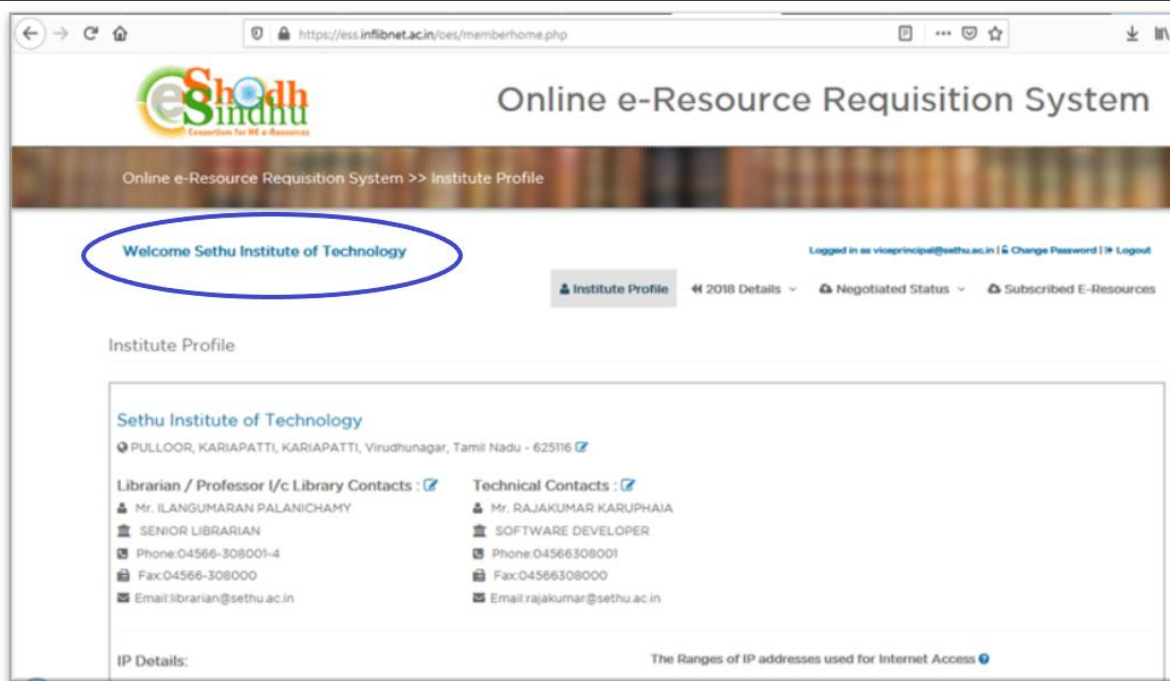 https://ess.inflibnet.ac.in/oes/memberhome.php
e Shodh
Sindhu
Consortium for HE e-Resources
Online e-Resource Requisition System
Online e-Resource Requisition System >> Institute Profile
Welcome Sethu Institute of Technology
Logged in as viceprincipal@sethu.ac.in | Change Password | Logout
Institute Profile 2018 Details Negotiated Status Subscribed E-Resources
Institute Profile
Sethu Institute of Technology
PULLOOR, KARIAPATTI, KARIAPATTI, Virudhunagar, Tamil Nadu - 625116
Librarian / Professor I/c Library Contacts : Technical Contacts :
Mr. ILANGUMARAN PALANICHAMY Mr. RAJAKUMAR KARUPHAIA
SENIOR LIBRARIAN SOFTWARE DEVELOPER
Phone:04566-308001-4 Phone:04566308001
Fax:04566-308000 Fax:04566308000
Email:librarian@sethu.ac.in Email:rajakumar@sethu.ac.in
IP Details: The Ranges of IP addresses used for Internet Access